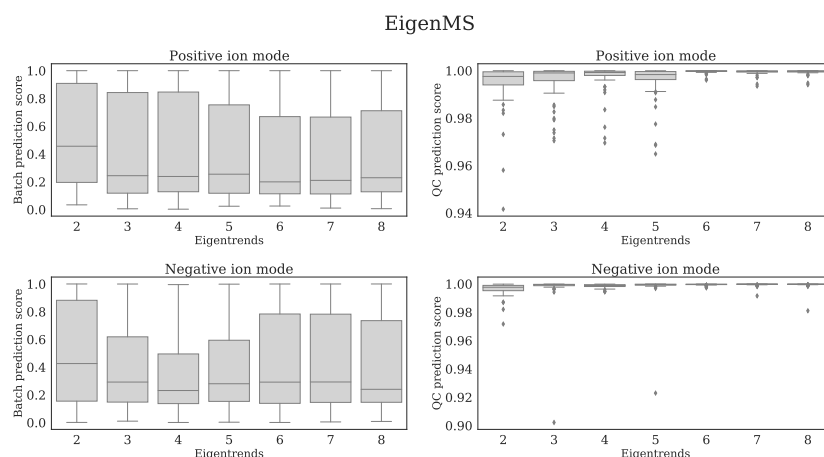 EigenMS
Positive ion mode
Batch prediction score
1.0
0.8
0.6
0.4
0.2
0.0
2 3 4 5 6 7 8
Eigentrends
Positive ion mode
QC prediction score
1.00
0.98
0.96
0.94
2 3 4 5 6 7 8
Eigentrends
Negative ion mode
Batch prediction score
1.0
0.8
0.6
0.4
0.2
0.0
2 3 4 5 6 7 8
Eigentrends
Negative ion mode
QC prediction score
1.00
0.98
0.96
0.94
0.92
0.90
2 3 4 5 6 7 8
Eigentrends